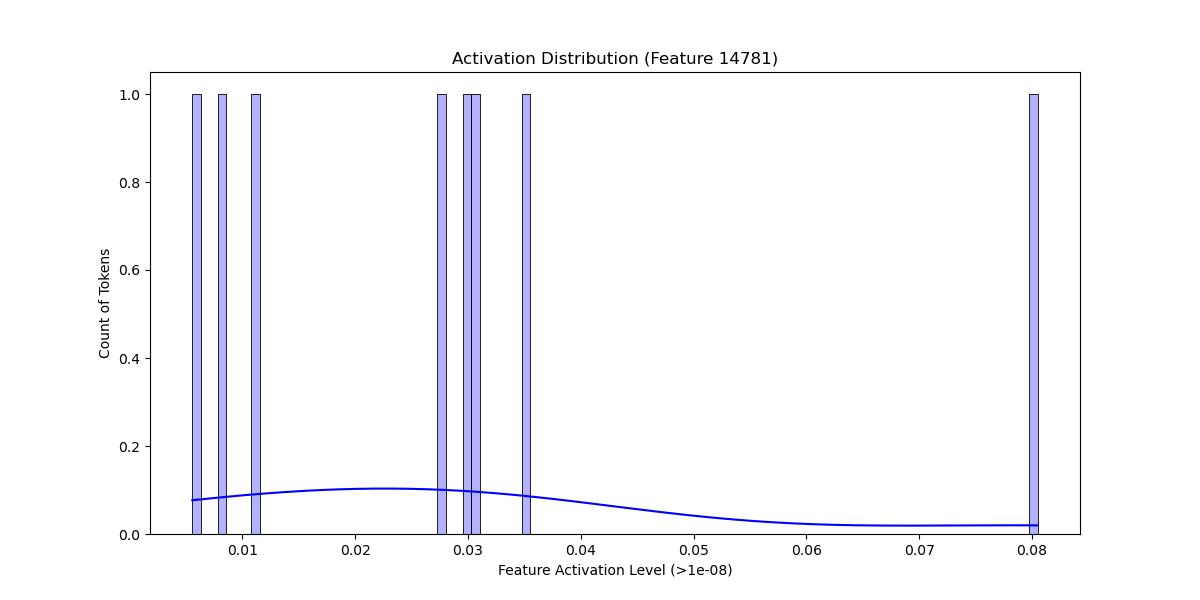 Activation Distribution (Feature 14781)
1.0
0.8
0.6
0.4
0.2
0.0
Count of Tokens
0.01 0.02 0.03 0.04 0.05 0.06 0.07 0.08
Feature Activation Level (>1e-08)